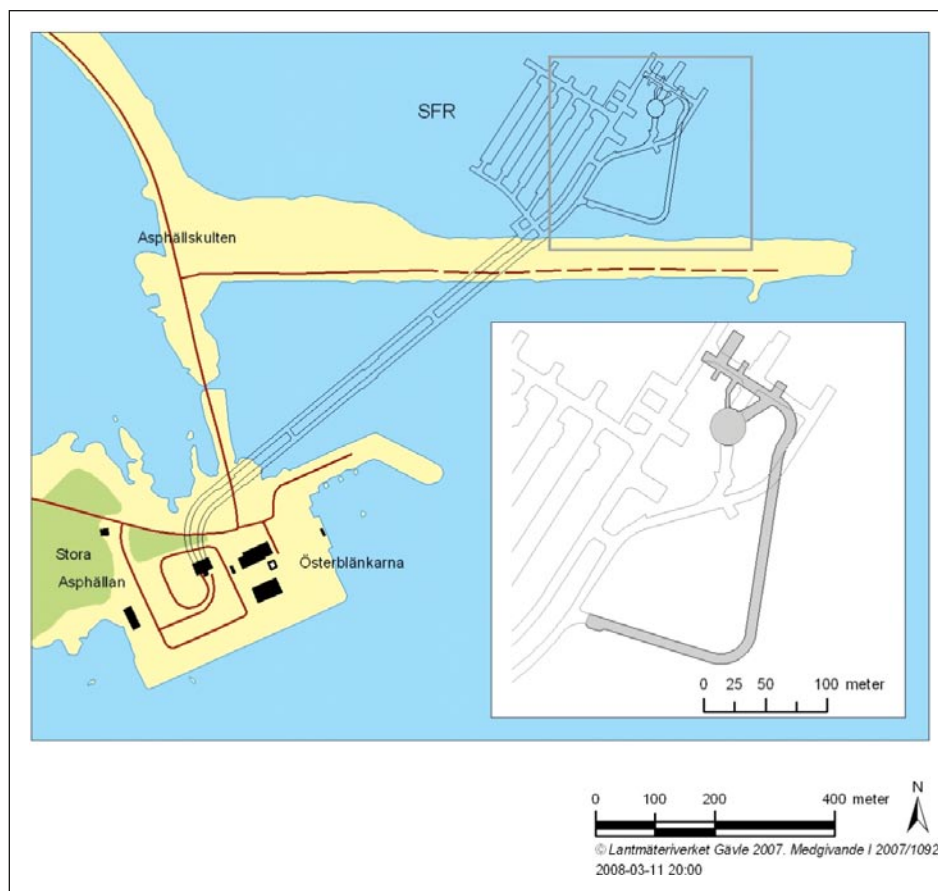 SFR
Asphällskulten
Stora
Asphällan
Österblänkarna
0 25 50 100 meter
0 100 200 400 meter
N
© Lantmäteriverket Gävle 2007. Medgivande I 2007/1092
2008-03-11 20:00